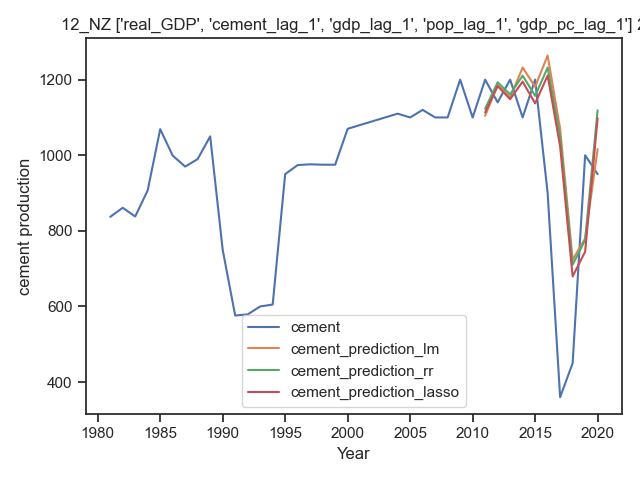 12_NZ ['real_GDP', 'cement_lag_1', 'gdp_lag_1', 'pop_lag_1', 'gdp_pc_lag_1'] 2
cement production
1200
1000
800
600
400
cement
cement_prediction_lm
cement_prediction_rr
cement_prediction_lasso
1980 1985 1990 1995 2000 2005 2010 2015 2020
Year